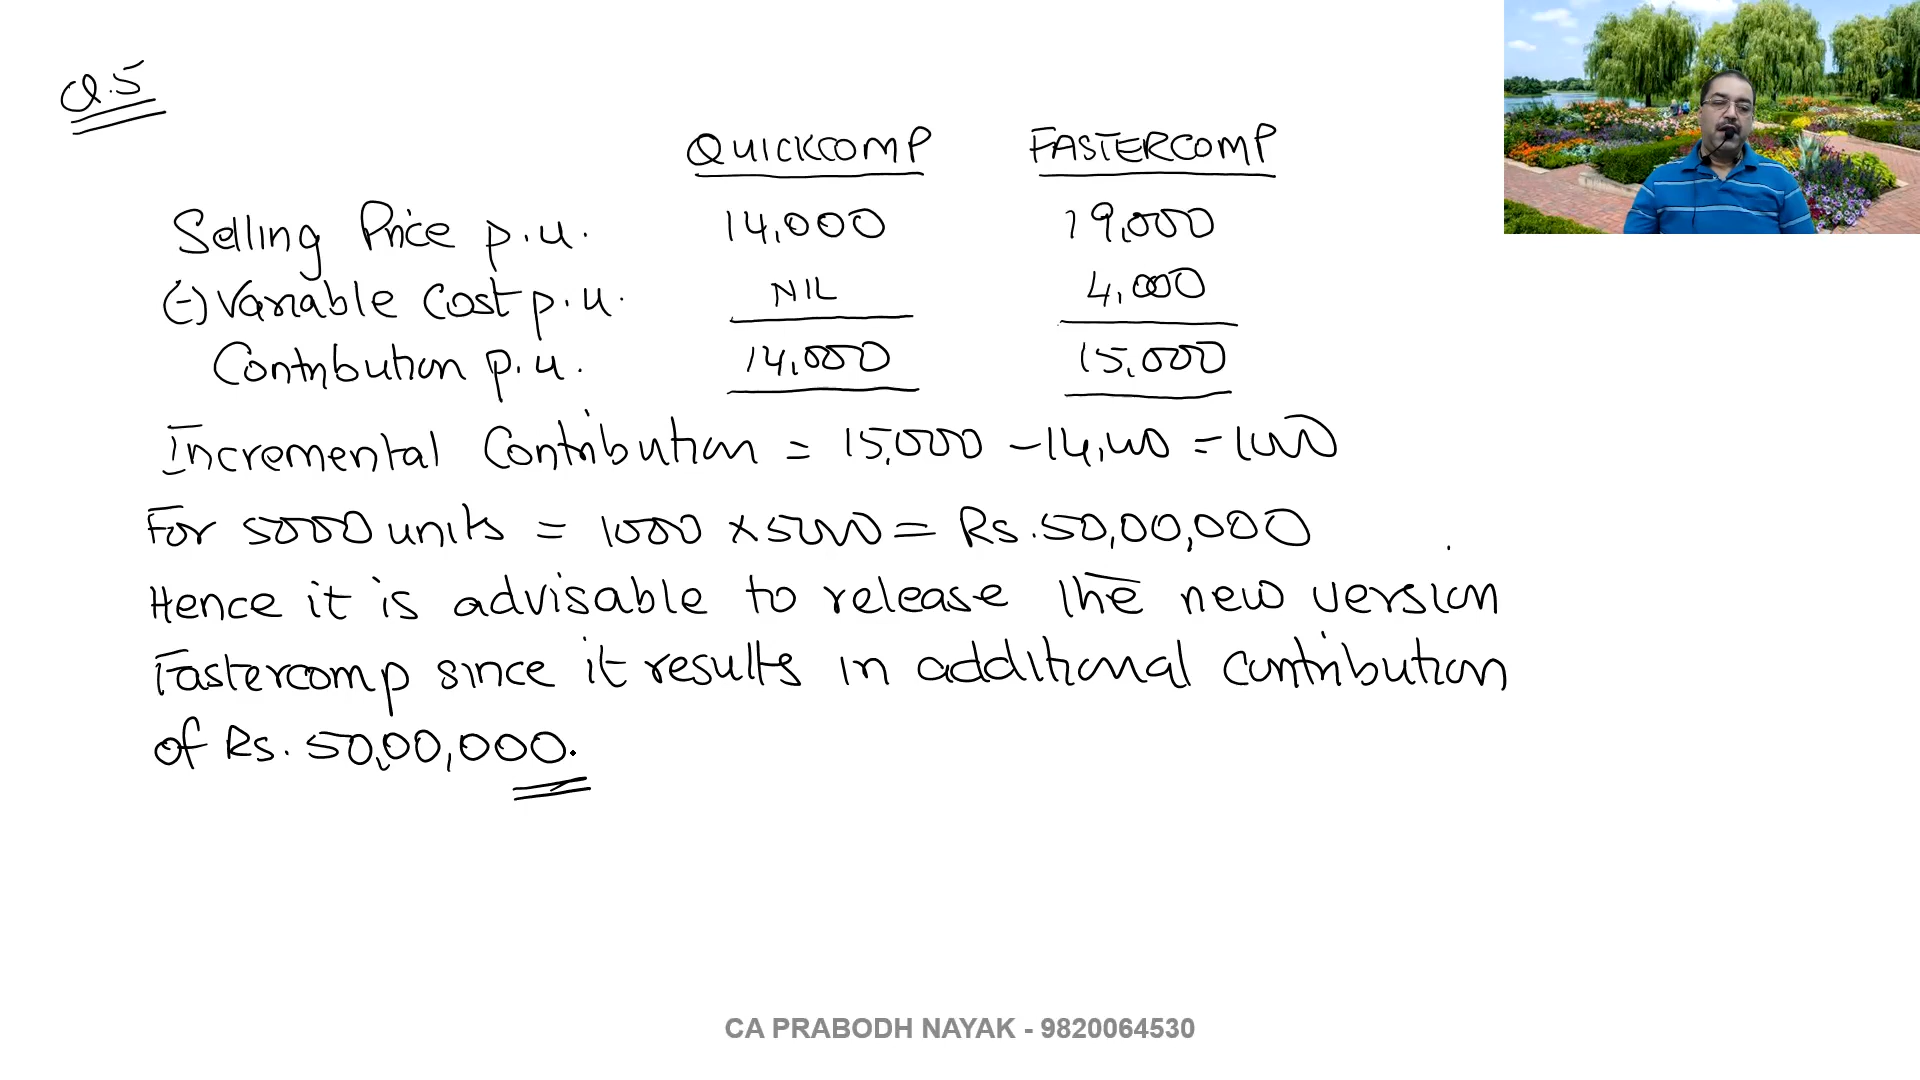 Q.5
QUICKCOMP FASTERCOMP
Selling Price p.u. 14,000 19,000
(-) Variable Cost p.u. NIL 4,000
Contribution p.u. 14,000 15,000
Incremental Contribution = 15,000 - 14,000 = 1000
For 5000 units = 1000 x 5000 = Rs. 50,00,000
Hence it is advisable to release the new version
Fastercomp since it results in additional contribution
of Rs. 50,00,000.
CA PRABODH NAYAK - 9820064530